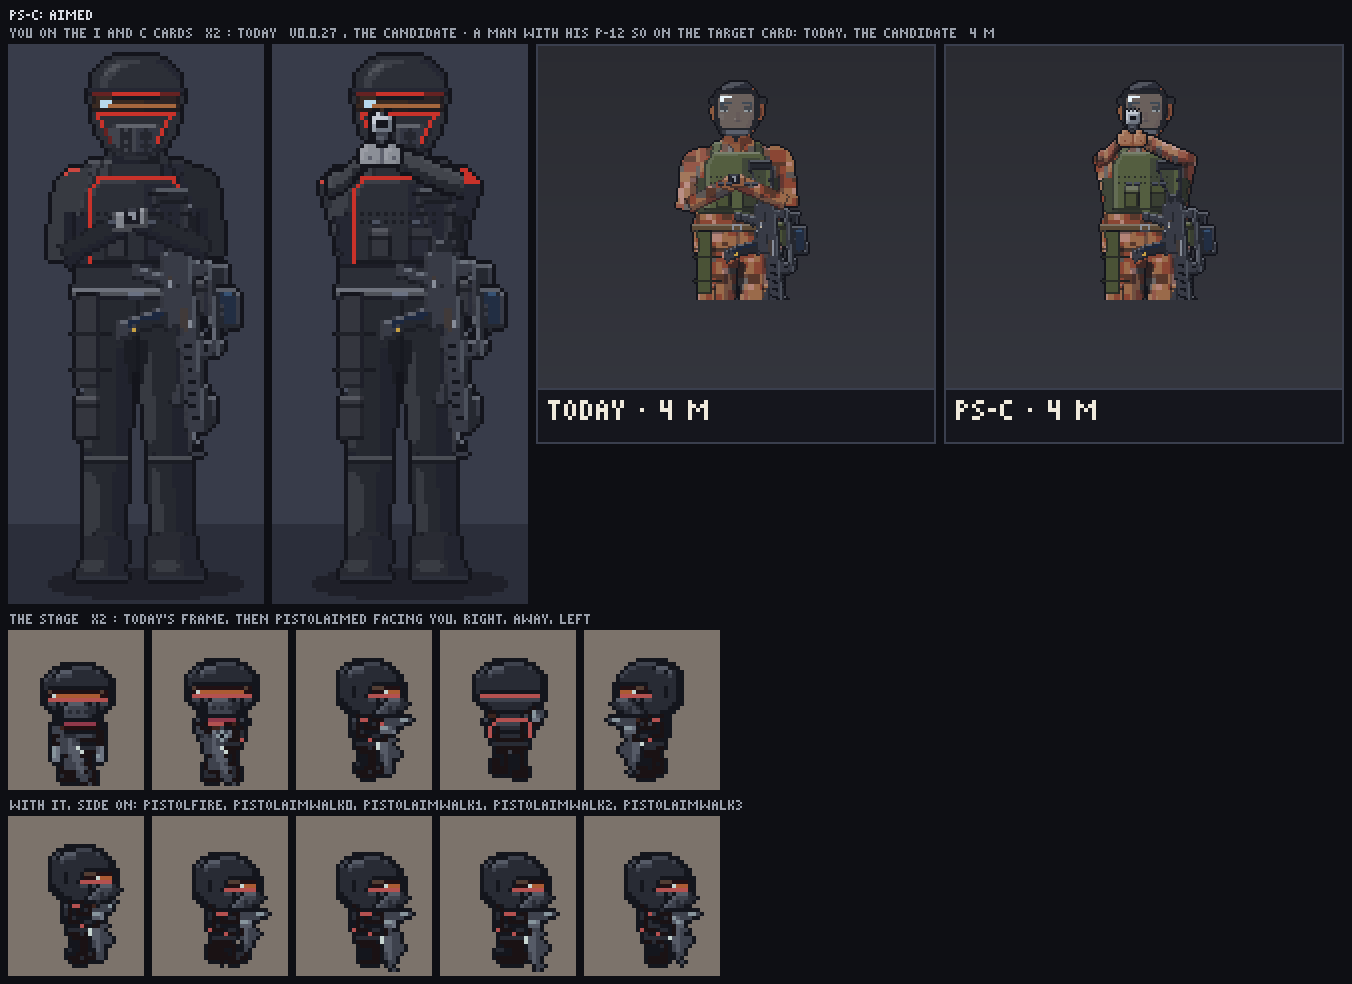 PS-C: AIMED
YOU ON THE I AND C CARDS X2 : TODAY V0.0.27 , THE CANDIDATE · A MAN WITH HIS P-12 SO ON THE TARGET CARD: TODAY, THE CANDIDATE 4 M
TODAY · 4 M
PS-C · 4 M
THE STAGE X2 : TODAY'S FRAME, THEN PISTOLAIMED FACING YOU, RIGHT, AWAY, LEFT
WITH IT, SIDE ON: PISTOLFIRE, PISTOLAIMWALK0, PISTOLAIMWALK1, PISTOLAIMWALK2, PISTOLAIMWALK3